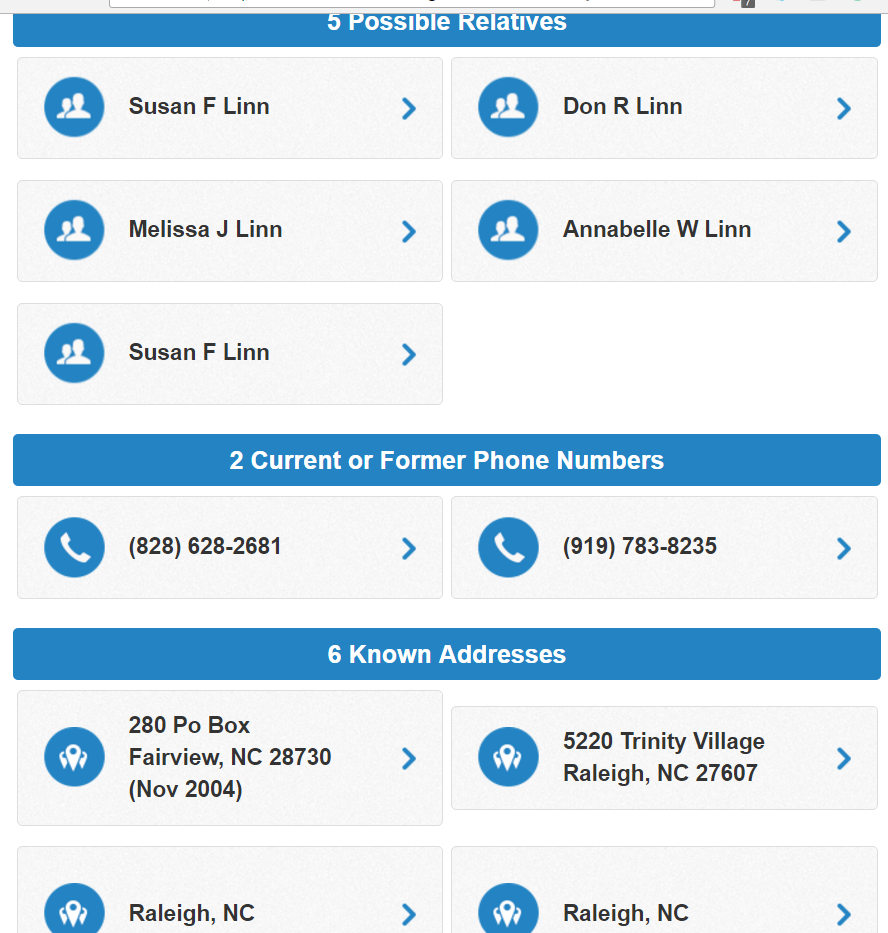 5 Possible Relatives
Susan F Linn
Don R Linn
Melissa J Linn
Annabelle W Linn
Susan F Linn
2 Current or Former Phone Numbers
(828) 628-2681
(919) 783-8235
6 Known Addresses
280 Po Box
Fairview, NC 28730
(Nov 2004)
5220 Trinity Village
Raleigh, NC 27607
Raleigh, NC
Raleigh, NC